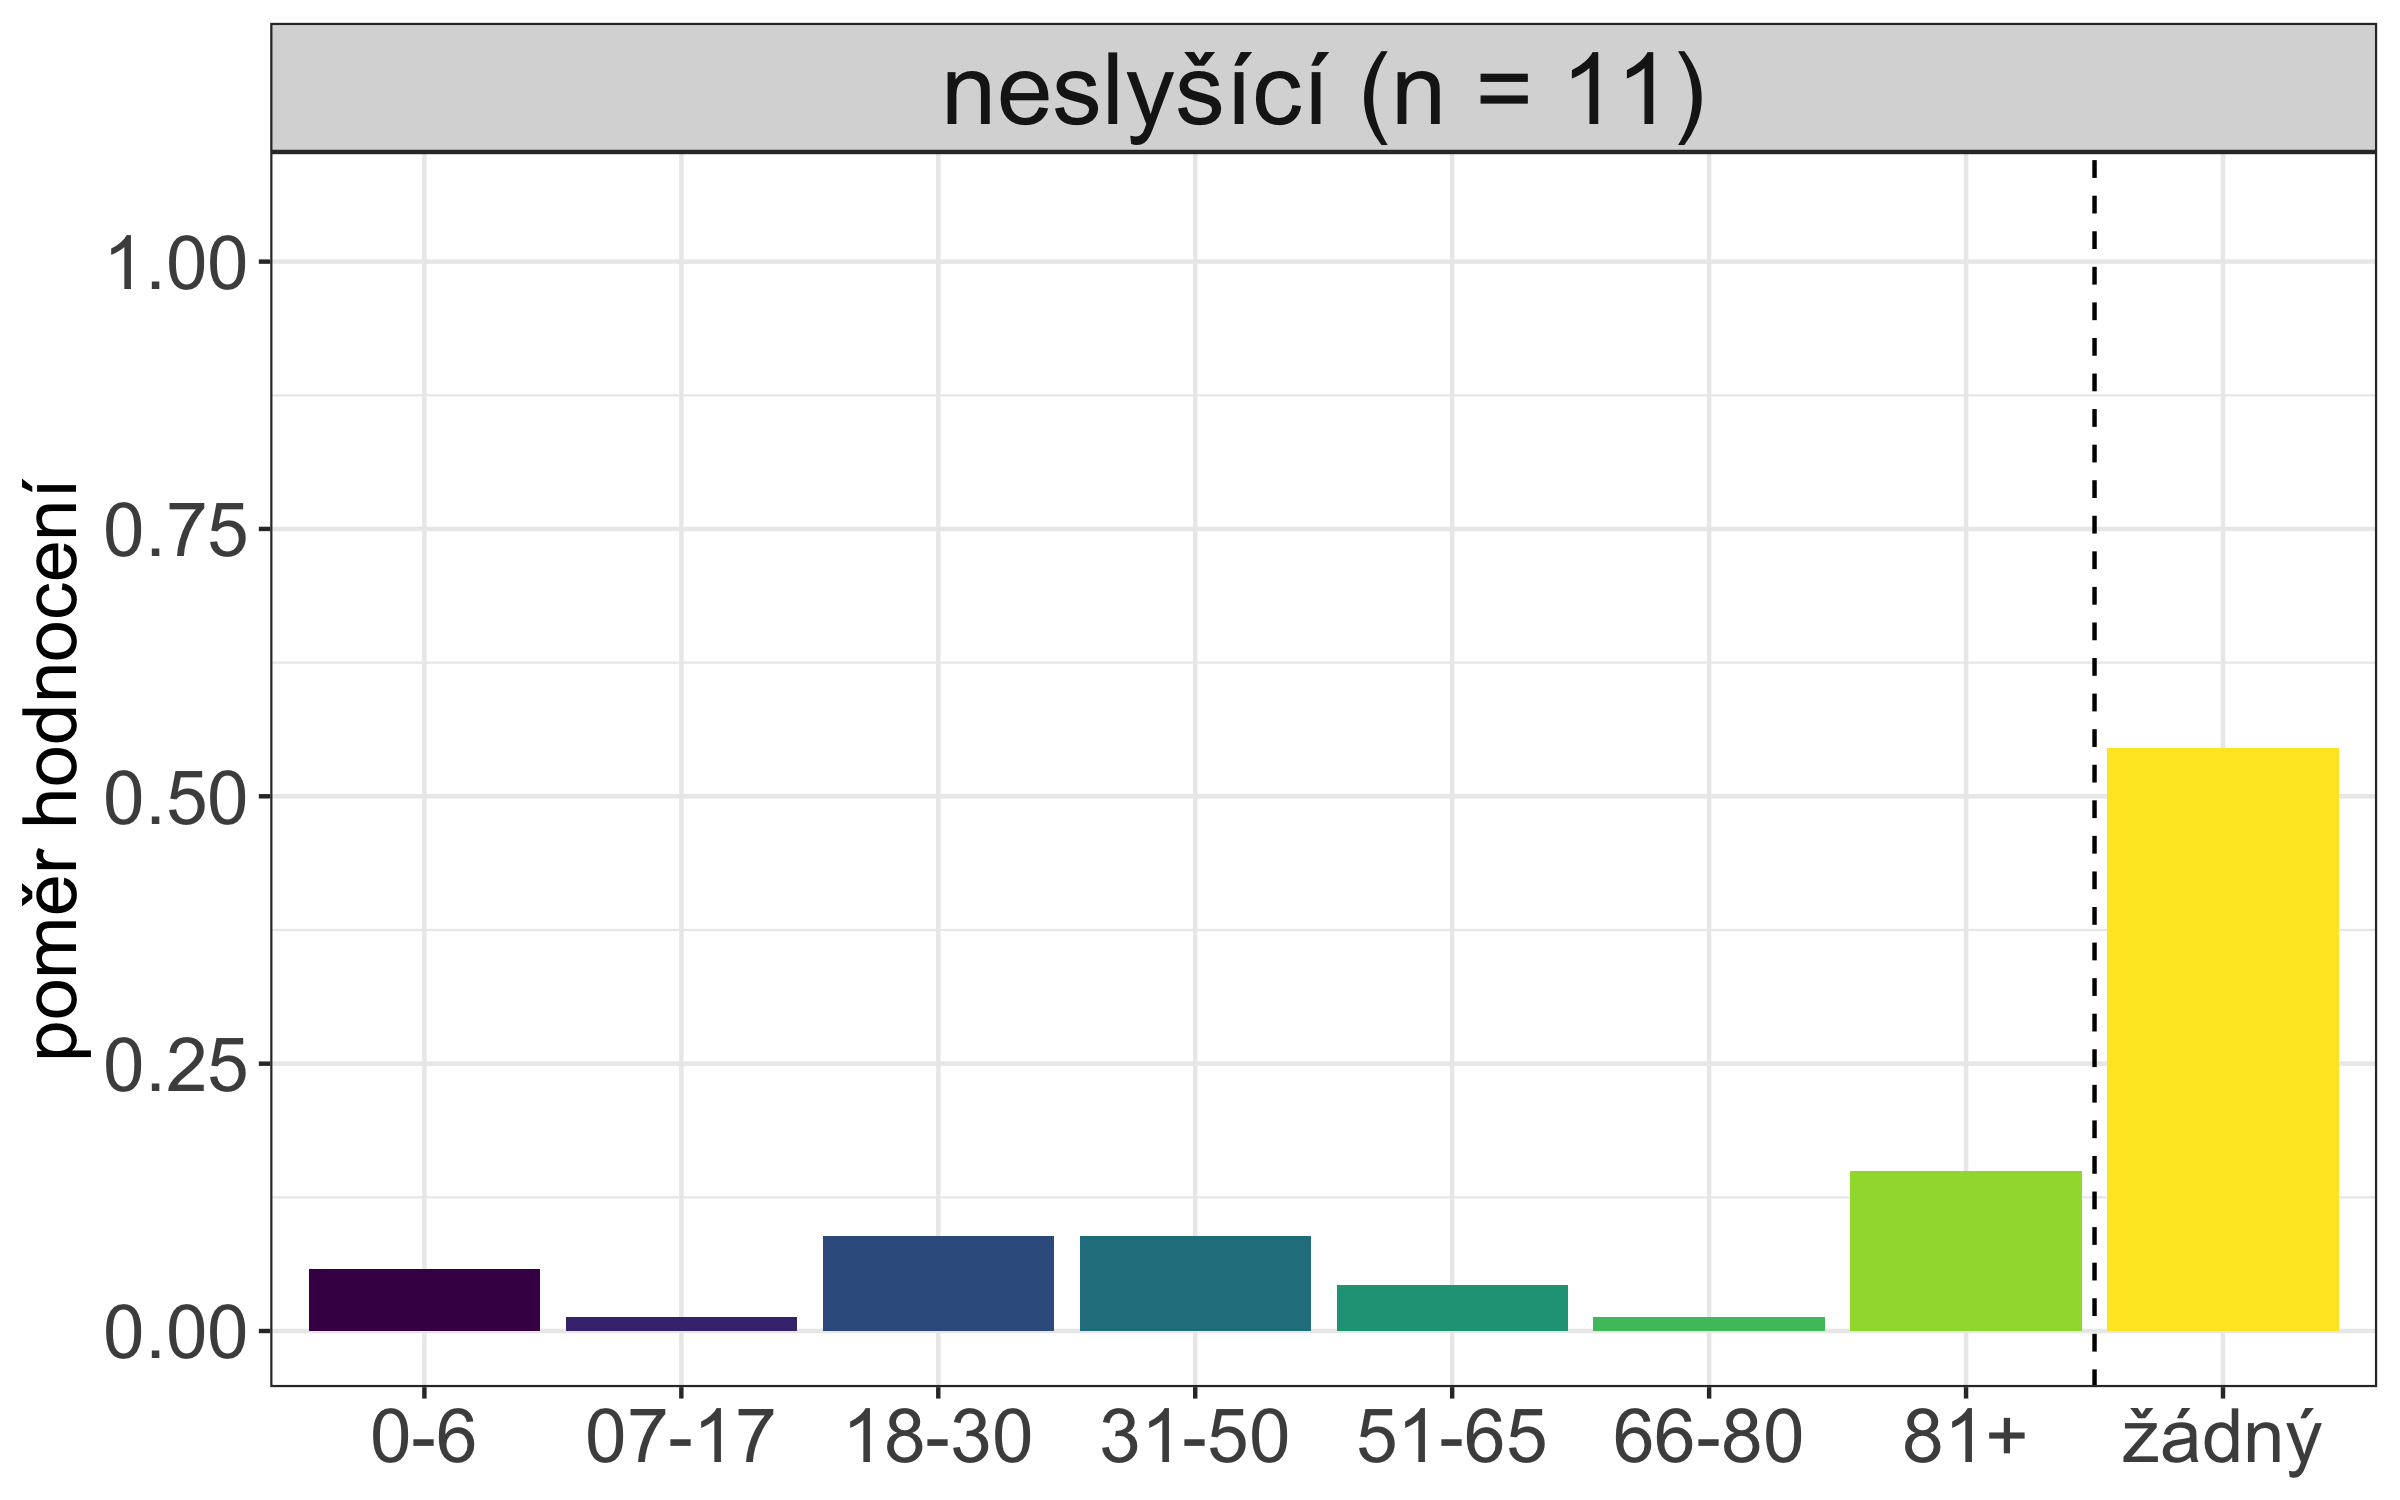 neslyšící (n = 11)
poměr hodnocení
1.00
0.75
0.50
0.25
0.00
0-6 07-17 18-30 31-50 51-65 66-80 81+ žádný